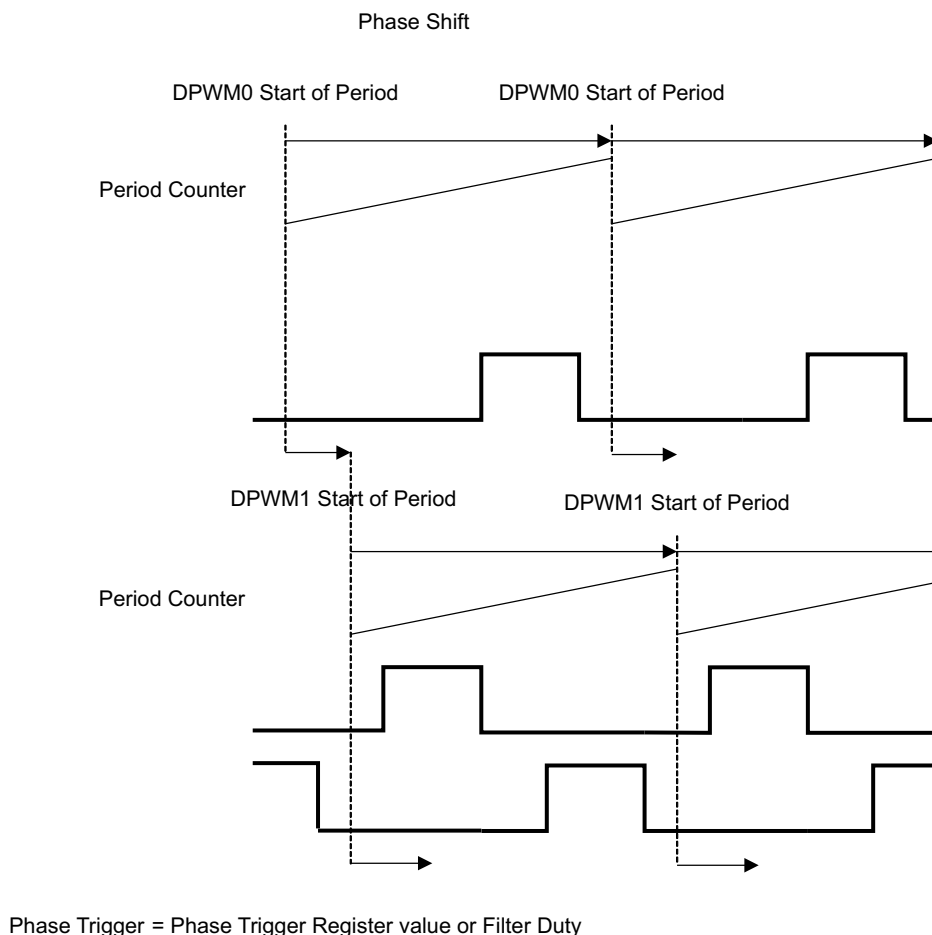 Phase Shift
DPWM0 Start of Period
DPWM0 Start of Period
Period Counter
DPWM1 Start of Period
DPWM1 Start of Period
Period Counter
Phase Trigger = Phase Trigger Register value or Filter Duty